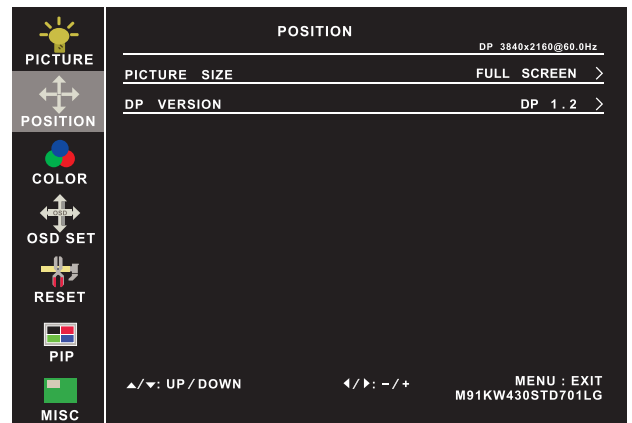 PICTURE
POSITION
COLOR
OSD
OSD SET
RESET
PIP
MISC
POSITION
DP 3840x2160@60.0Hz
PICTURE SIZE FULL SCREEN >
DP VERSION DP 1.2 >
▲/▼: UP/DOWN ◀/▶: -/+ MENU : EXIT
M91KW430STD701LG